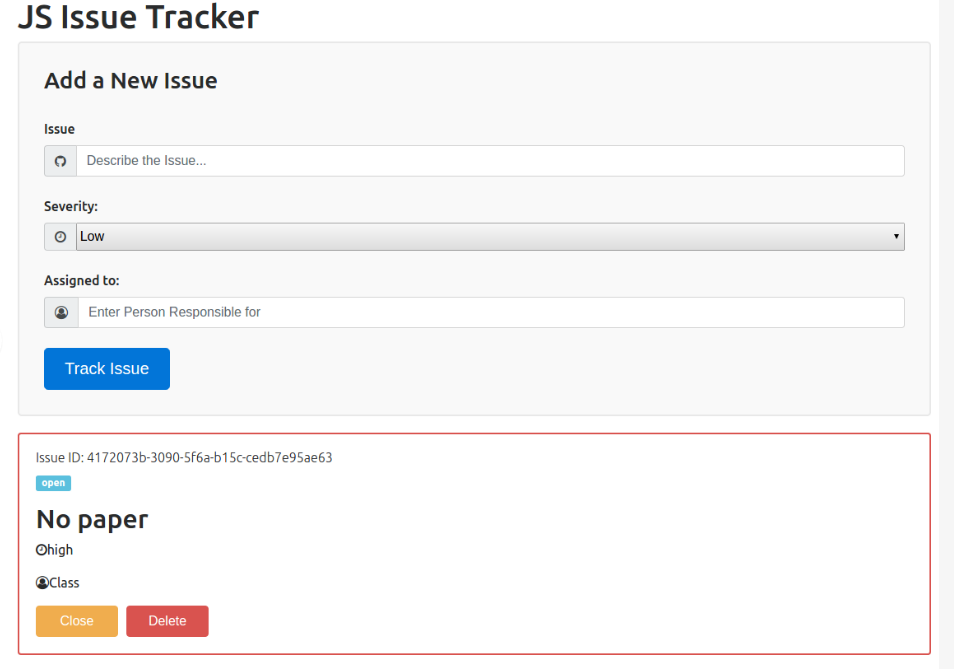 JS Issue Tracker
Add a New Issue
Issue
Describe the Issue...
Severity:
Low
Assigned to:
Enter Person Responsible for
Track Issue
Issue ID: 4172073b-3090-5f6a-b15c-cedb7e95ae63
open
No paper
high
Class
Close Delete